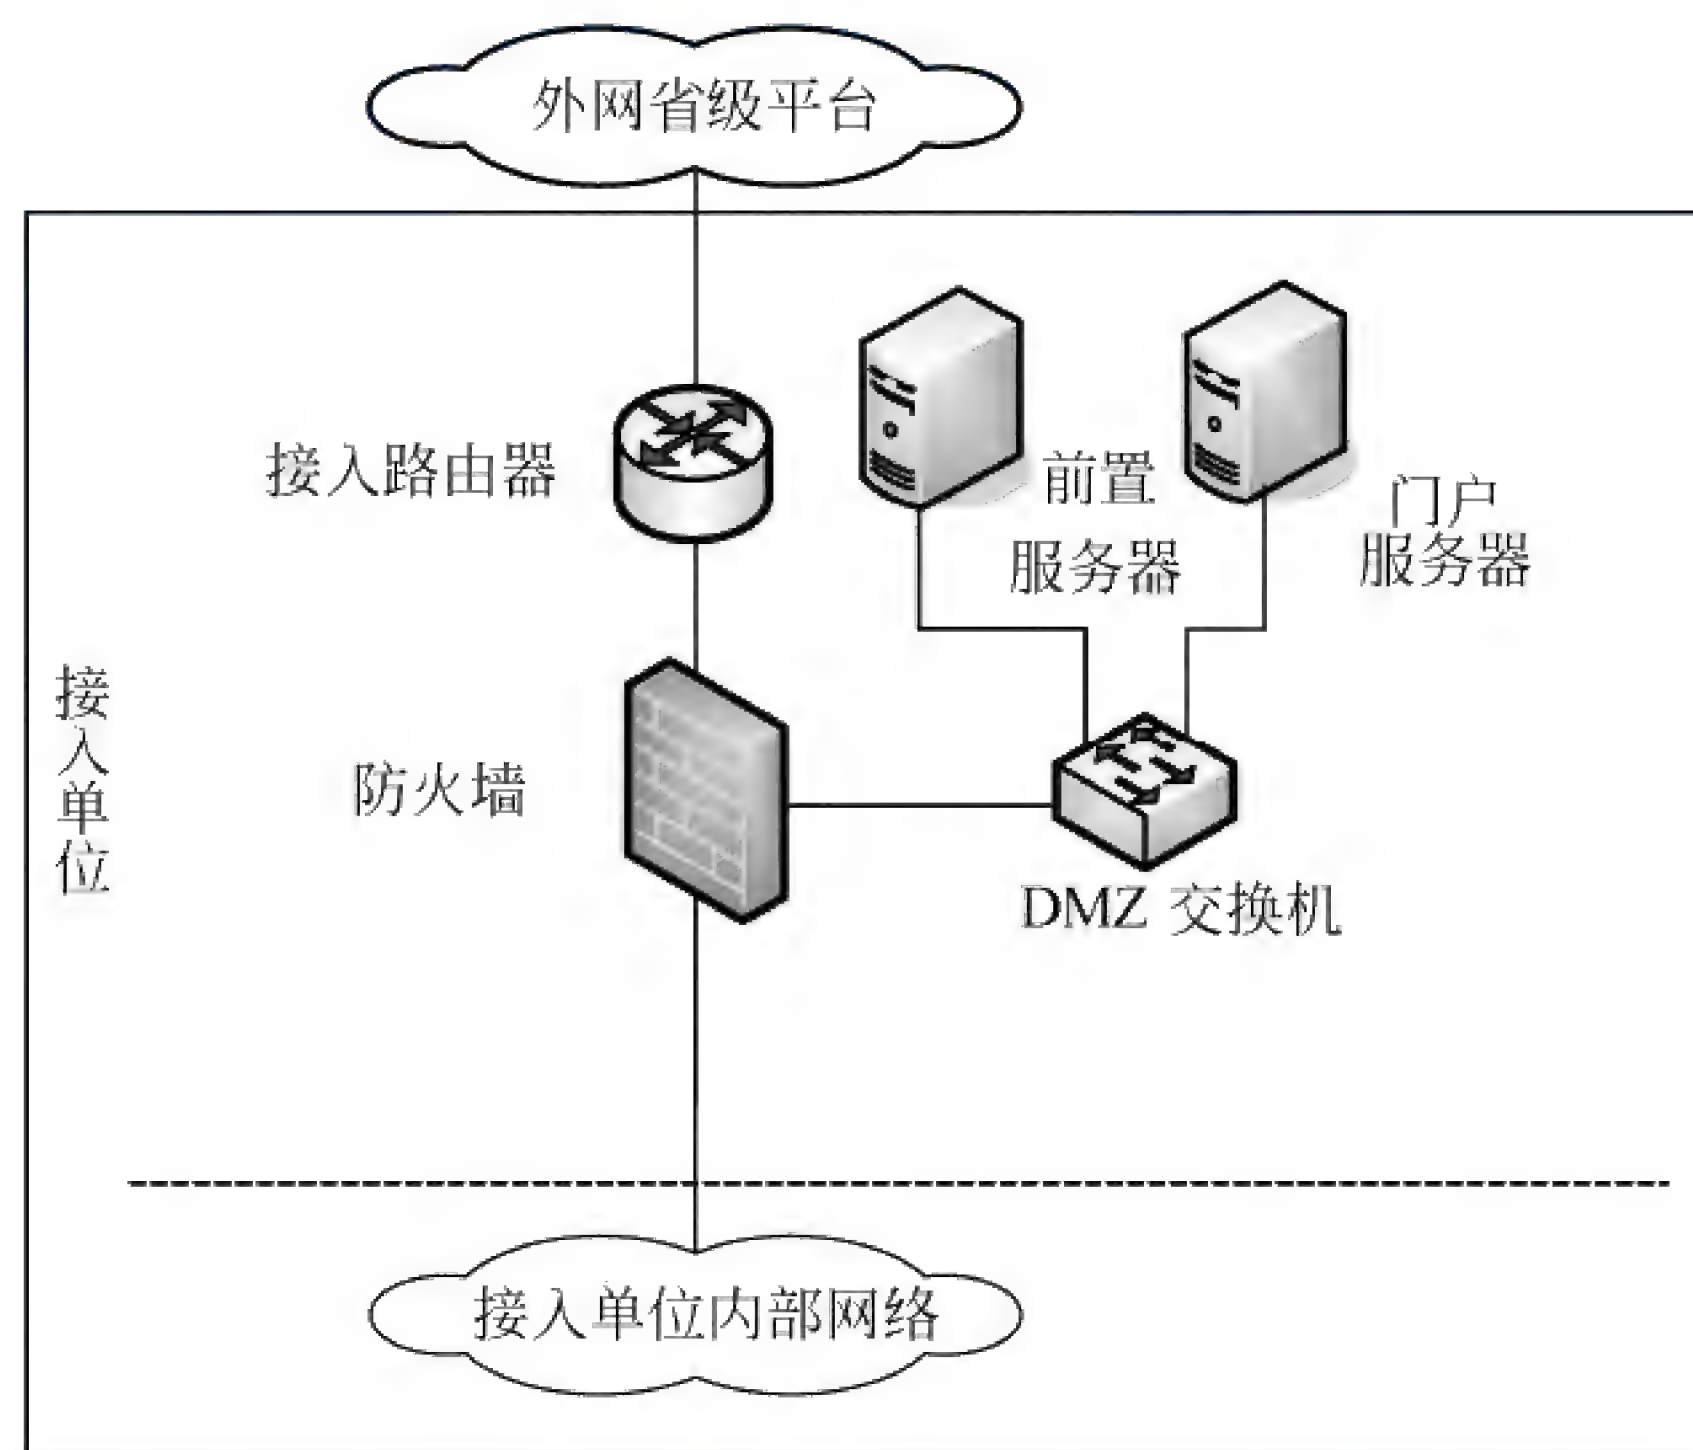 外网省级平台
接入路由器
前置
服务器
门户
服务器
接入单位
防火墙
DMZ 交换机
接入单位内部网络